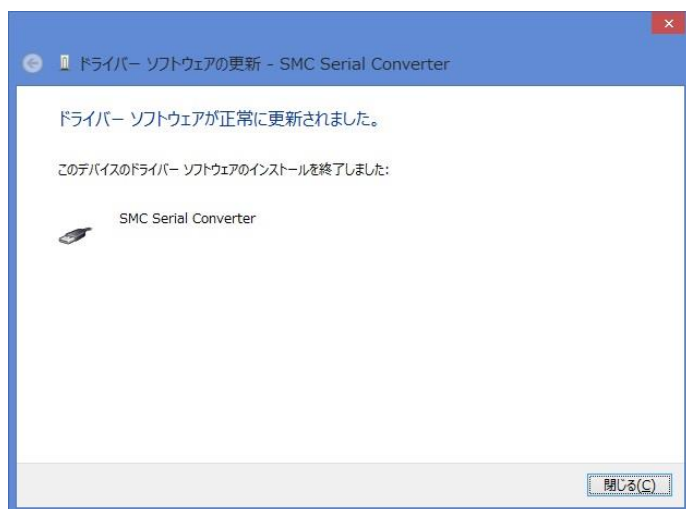 ドライバー ソフトウェアの更新 - SMC Serial Converter
ドライバー ソフトウェアが正常に更新されました。
このデバイスのドライバー ソフトウェアのインストールを終了しました:
SMC Serial Converter
閉じる(C)